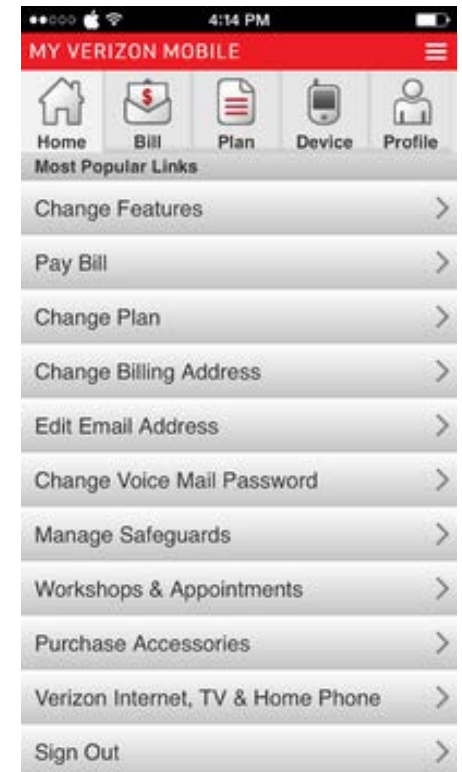 4:14 PM
MY VERIZON MOBILE
$
Home Bill Plan Device Profile
Most Popular Links
Change Features
Pay Bill
Change Plan
Change Billing Address
Edit Email Address
Change Voice Mail Password
Manage Safeguards
Workshops & Appointments
Purchase Accessories
Verizon Internet, TV & Home Phone
Sign Out